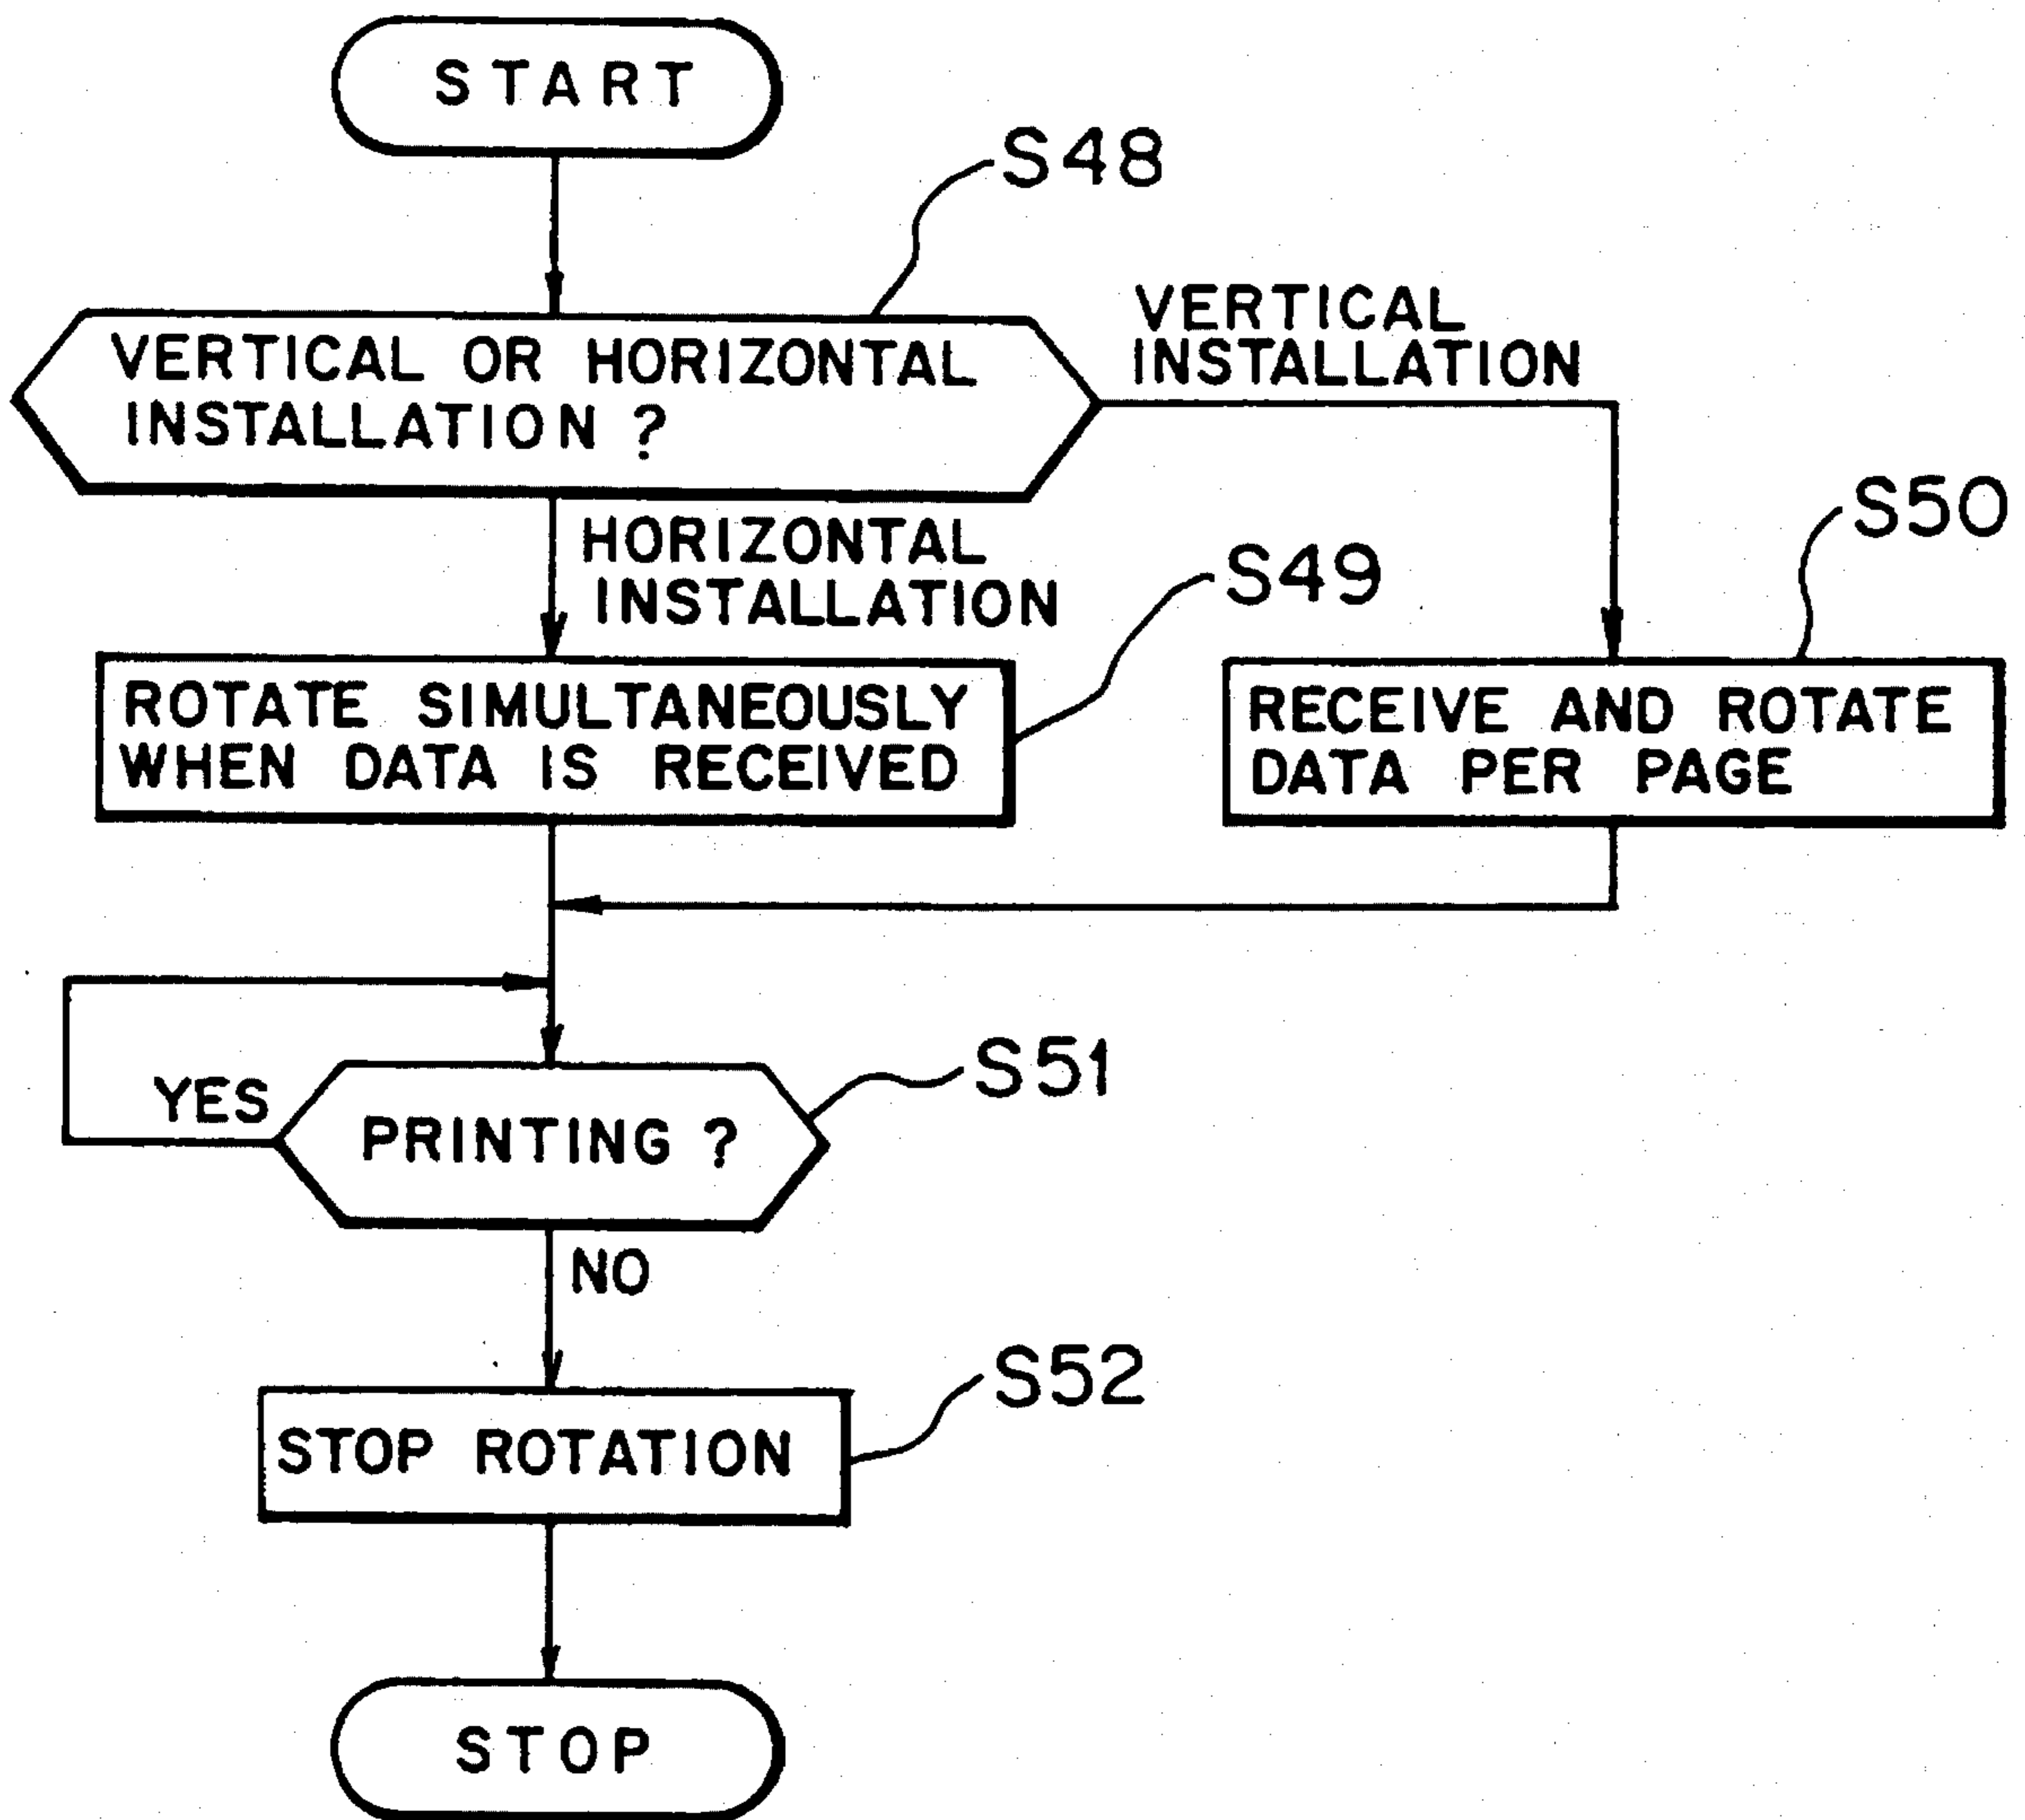 START
S48
VERTICAL OR HORIZONTAL
INSTALLATION ?
VERTICAL
INSTALLATION
HORIZONTAL
INSTALLATION
S49
S50
ROTATE SIMULTANEOUSLY
WHEN DATA IS RECEIVED
RECEIVE AND ROTATE
DATA PER PAGE
YES
S51
PRINTING ?
NO
S52
STOP ROTATION
STOP